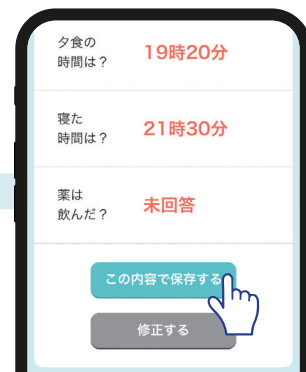 夕食の
時間は？
19時20分
寝た
時間は？
21時30分
薬は
飲んだ？
未回答
この内容で保存する
修正する